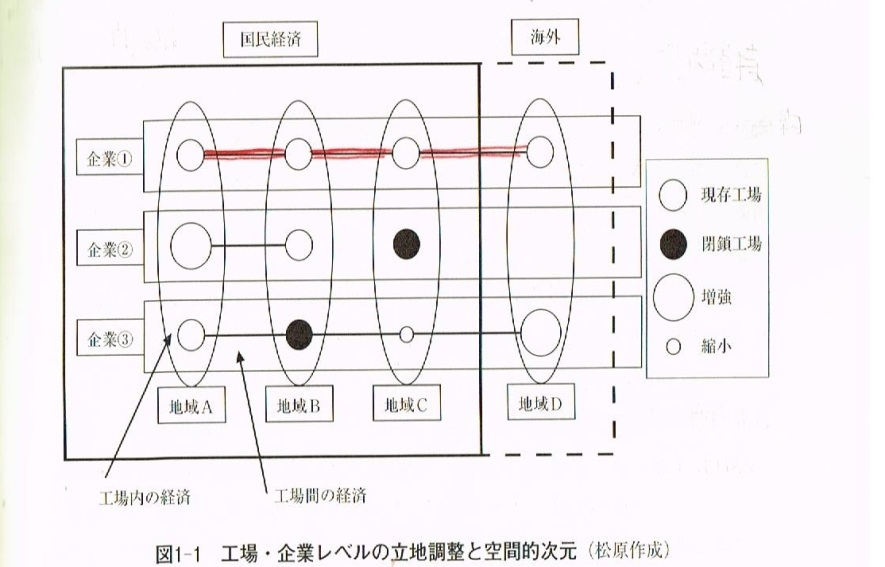 国民経済
海外
企業①
企業②
企業③
現存工場
閉鎖工場
増強
縮小
地域A
地域B
地域C
地域D
工場内の経済
工場間の経済
図1-1 工場・企業レベルの立地調整と空間的次元（松原作成）